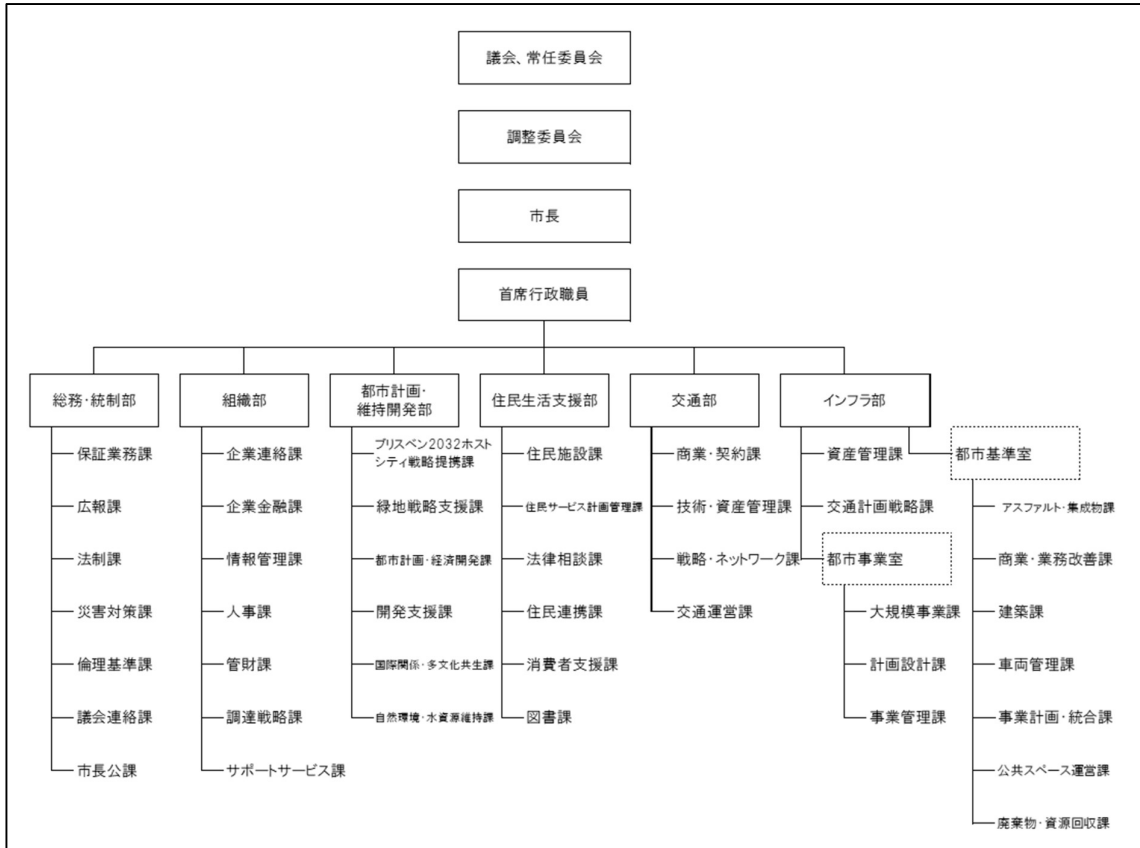 議会、常任委員会
調整委員会
市長
首席行政職員
総務・統制部
保証業務課
広報課
法制課
災害対策課
倫理基準課
議会連絡課
市長公課
組織部
企業連絡課
企業金融課
情報管理課
人事課
管財課
調達戦略課
サポートサービス課
都市計画・
維持開発部
ブリスベン2032ホスト
シティ戦略提携課
緑地戦略支援課
都市計画・経済開発課
開発支援課
国際関係・多文化共生課
自然環境・水資源維持課
住民生活支援部
住民施設課
住民サービス計画管理課
法律相談課
住民連携課
消費者支援課
図書課
交通部
商業・契約課
技術・資産管理課
戦略・ネットワーク課
交通運営課
インフラ部
資産管理課
交通計画戦略課
都市事業室
大規模事業課
計画設計課
事業管理課
都市基準室
アスファルト・集成物課
商業・業務改善課
建築課
車両管理課
事業計画・統合課
公共スペース運営課
廃棄物・資源回収課